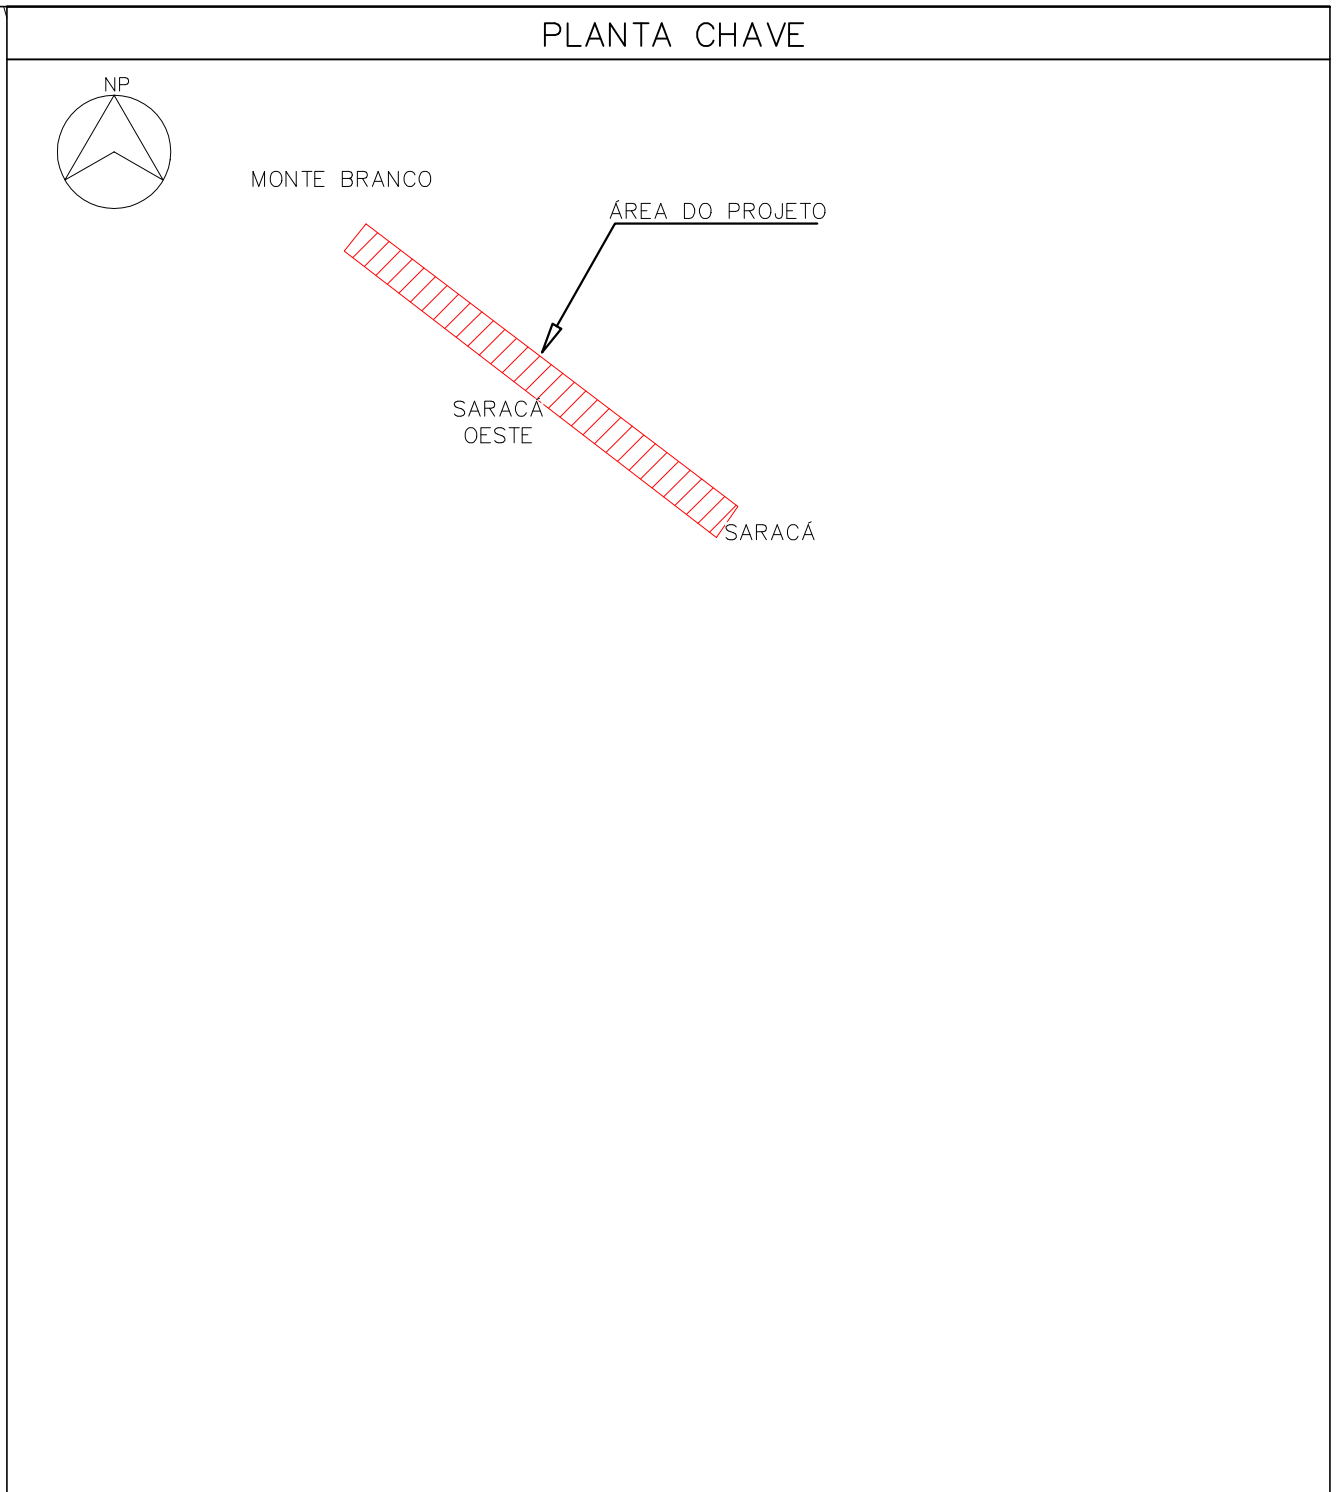 PLANTA CHAVE
NP
MONTE BRANCO
ÁREA DO PROJETO
SARACÁ
OESTE
SARACÁ